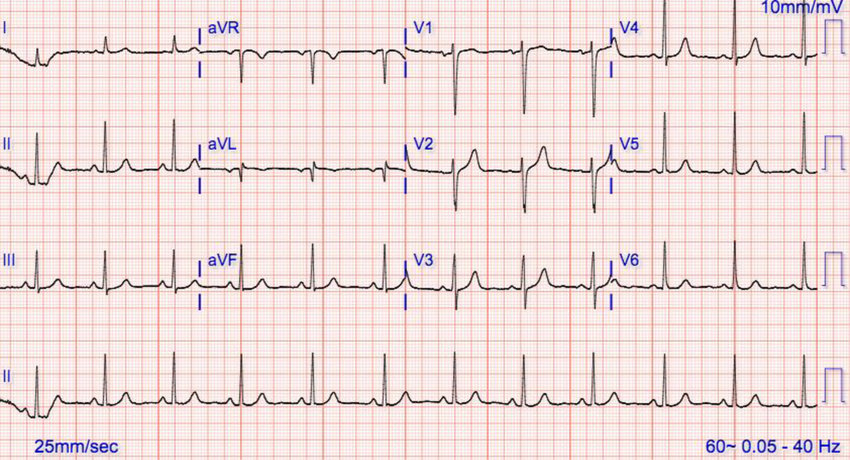 10mm/mV
I aVR V1 V4
II aVL V2 V5
III aVF V3 V6
II
25mm/sec 60~ 0.05 - 40 Hz